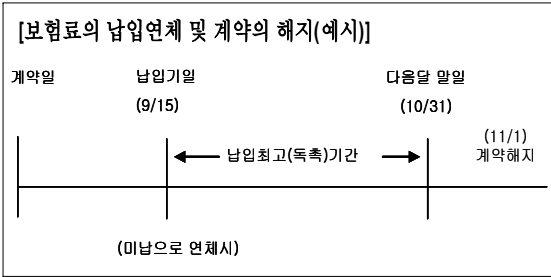 [보험료의 납입연체 및 계약의 해지(예시)]
계약일 납입기일 다음달 말일
(9/15) (10/31)
(11/1)
납입최고(독촉)기간 계약해지
(미납으로 연체시)